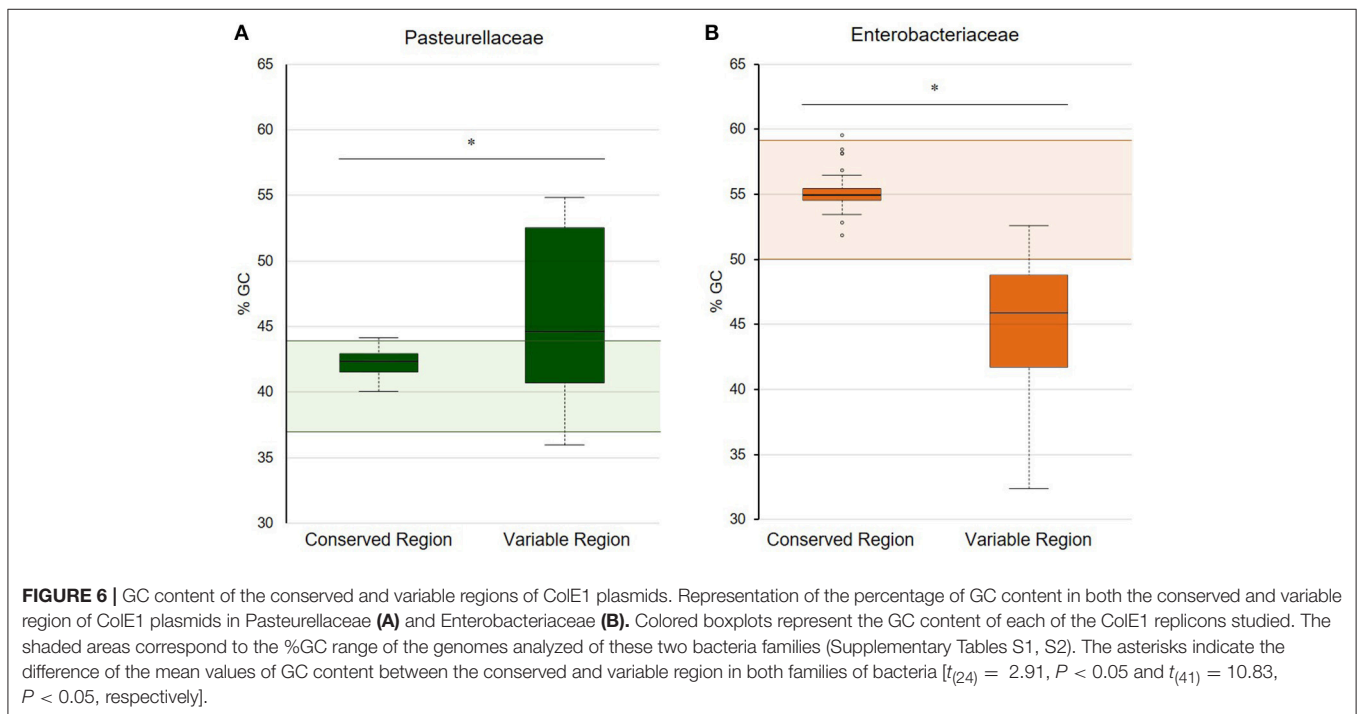 A
Pasteurellaceae
65
60
55
50
45
40
35
30
% GC
*
Conserved Region
Variable Region
B
Enterobacteriaceae
65
60
55
50
45
40
35
30
% GC
*
Conserved Region
Variable Region
FIGURE 6 | GC content of the conserved and variable regions of ColE1 plasmids. Representation of the percentage of GC content in both the conserved and variable
region of ColE1 plasmids in Pasteurellaceae (A) and Enterobacteriaceae (B). Colored boxplots represent the GC content of each of the ColE1 replicons studied. The
shaded areas correspond to the %GC range of the genomes analyzed of these two bacteria families (Supplementary Tables S1, S2). The asterisks indicate the
difference of the mean values of GC content between the conserved and variable region in both families of bacteria [t(24) = 2.91, P < 0.05 and t(41) = 10.83,
P < 0.05, respectively].